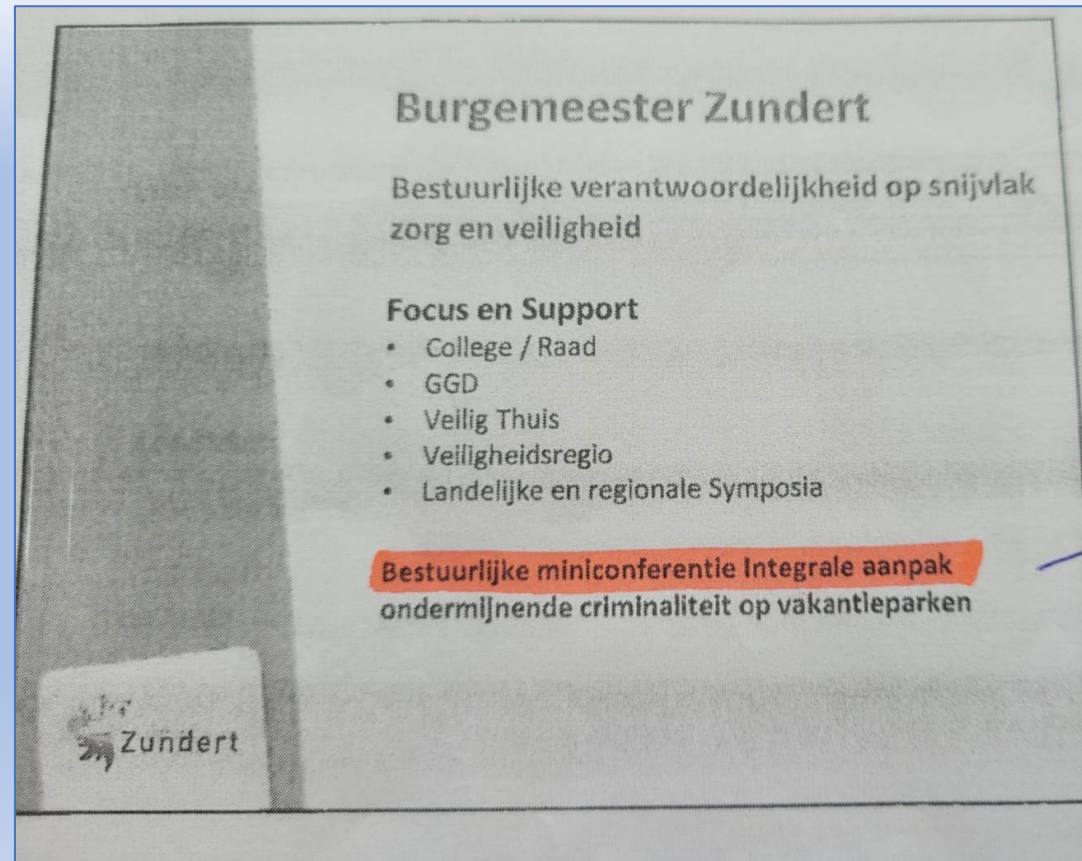 Burgemeester Zundert
Bestuurlijke verantwoordelijkheid op snijvlak
zorg en veiligheid
Focus en Support
• College / Raad
• GGD
• Veilig Thuis
• Veiligheidsregio
• Landelijke en regionale Symposia
Bestuurlijke miniconferentie Integrale aanpak
ondermijnende criminaliteit op vakantieparken
Zundert